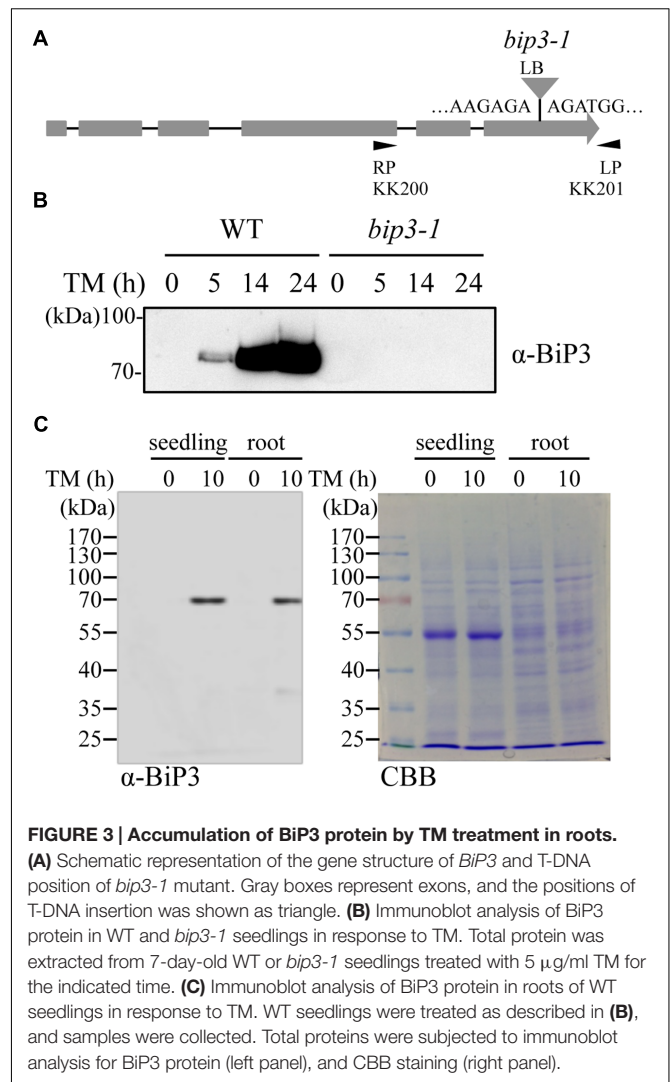 A
bip3-1
LB
...AAGAGA AGATGG...
RP
KK200
LP
KK201
B
WT bip3-1
TM (h) 0 5 14 24 0 5 14 24
(kDa)100-
70-
α-BiP3
C
seedling root
TM (h) 0 10 0 10
(kDa)
170
130
100
70
55
40
35
25
α-BiP3
seedling root
TM (h) 0 10 0 10
(kDa)
170
130
100
70
55
40
35
25
CBB
FIGURE 3 | Accumulation of BiP3 protein by TM treatment in roots.
(A) Schematic representation of the gene structure of BiP3 and T-DNA
position of bip3-1 mutant. Gray boxes represent exons, and the positions of
T-DNA insertion was shown as triangle. (B) Immunoblot analysis of BiP3
protein in WT and bip3-1 seedlings in response to TM. Total protein was
extracted from 7-day-old WT or bip3-1 seedlings treated with 5 μg/ml TM for
the indicated time. (C) Immunoblot analysis of BiP3 protein in roots of WT
seedlings in response to TM. WT seedlings were treated as described in (B),
and samples were collected. Total proteins were subjected to immunoblot
analysis for BiP3 protein (left panel), and CBB staining (right panel).